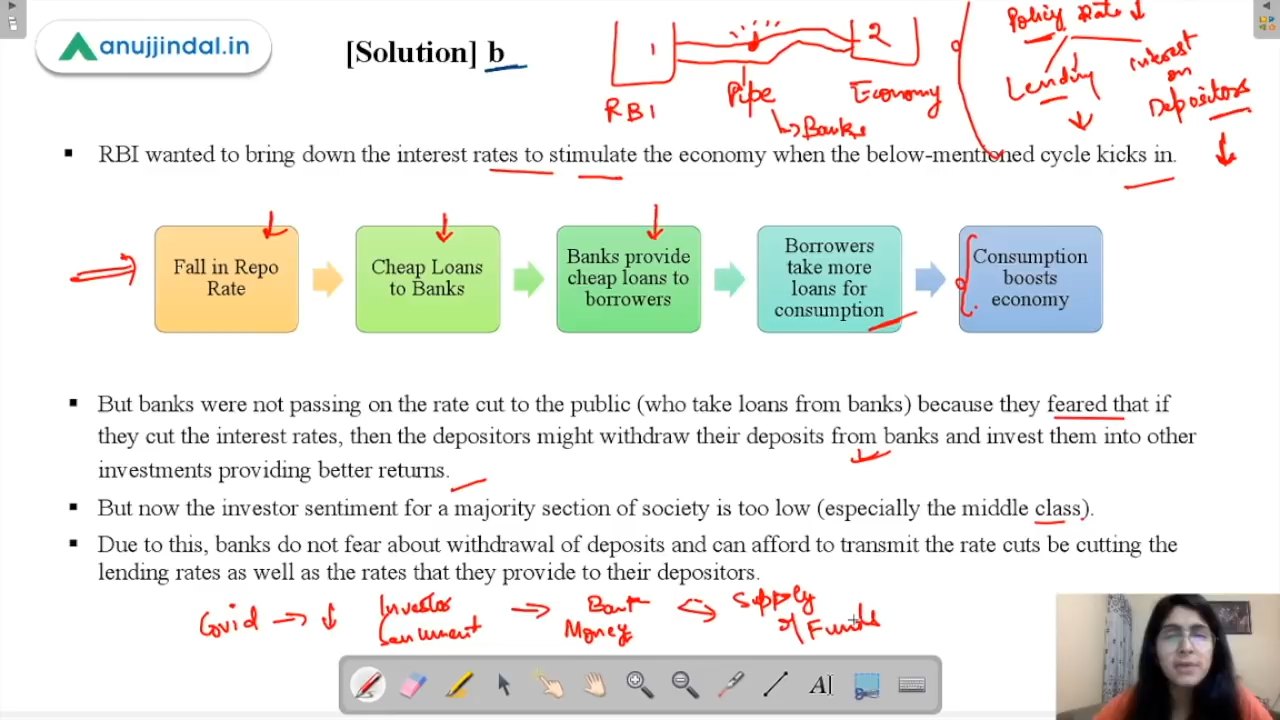 anujjindal.in
[Solution] b
1
2
RBI
Pipe
Economy
↳ Banks
Policy Rate ↓
Lending
↓
Interest
on
Depositors
↓
▪ RBI wanted to bring down the interest rates to stimulate the economy when the below-mentioned cycle kicks in.
Fall in Repo
Rate
Cheap Loans
to Banks
Banks provide
cheap loans to
borrowers
Borrowers
take more
loans for
consumption
Consumption
boosts
economy
▪ But banks were not passing on the rate cut to the public (who take loans from banks) because they feared that if
they cut the interest rates, then the depositors might withdraw their deposits from banks and invest them into other
investments providing better returns.
▪ But now the investor sentiment for a majority section of society is too low (especially the middle class).
▪ Due to this, banks do not fear about withdrawal of deposits and can afford to transmit the rate cuts be cutting the
lending rates as well as the rates that they provide to their depositors.
Covid → ↓ Investor → Bank ↔ Supply
Money of Funds
AI